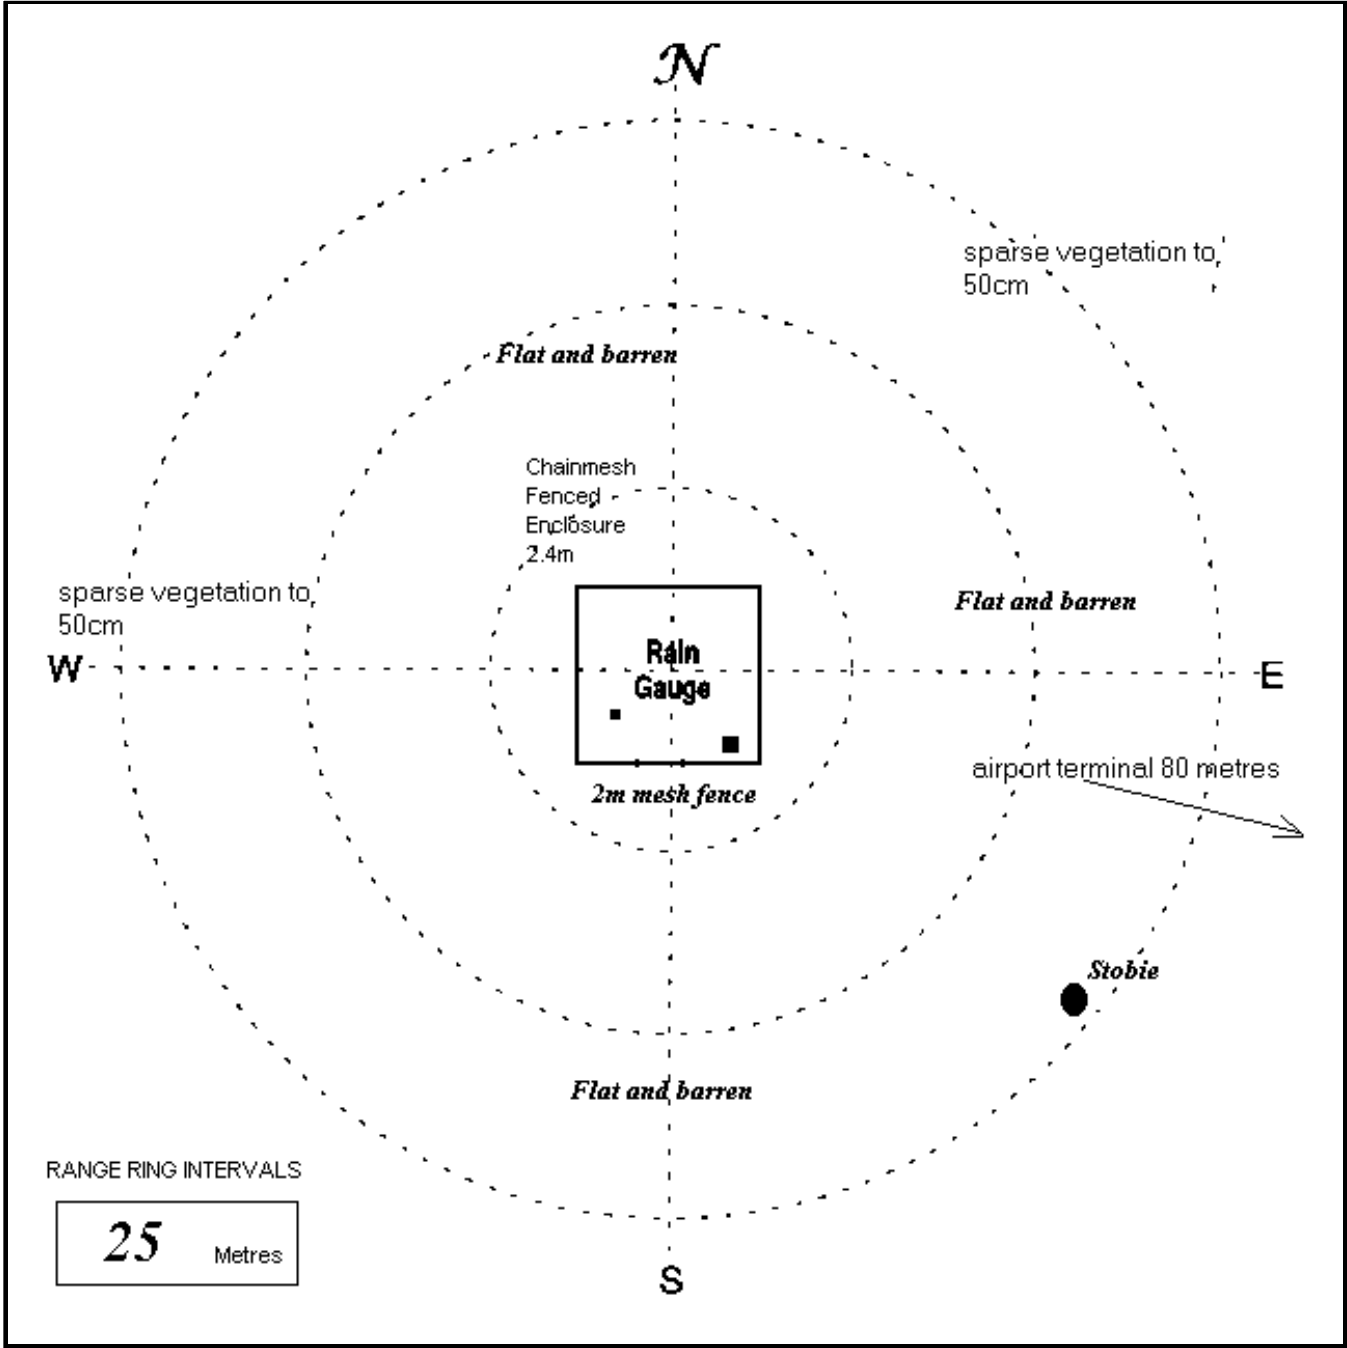 N
sparse vegetation to
50cm
Flat and barren
Chainmesh
Fenced
Enclosure
2.4m
sparse vegetation to
50cm
Flat and barren
Rain
Gauge
W
E
2m mesh fence
airport terminal 80 metres
Stobie
Flat and barren
RANGE RING INTERVALS
25 Metres
S